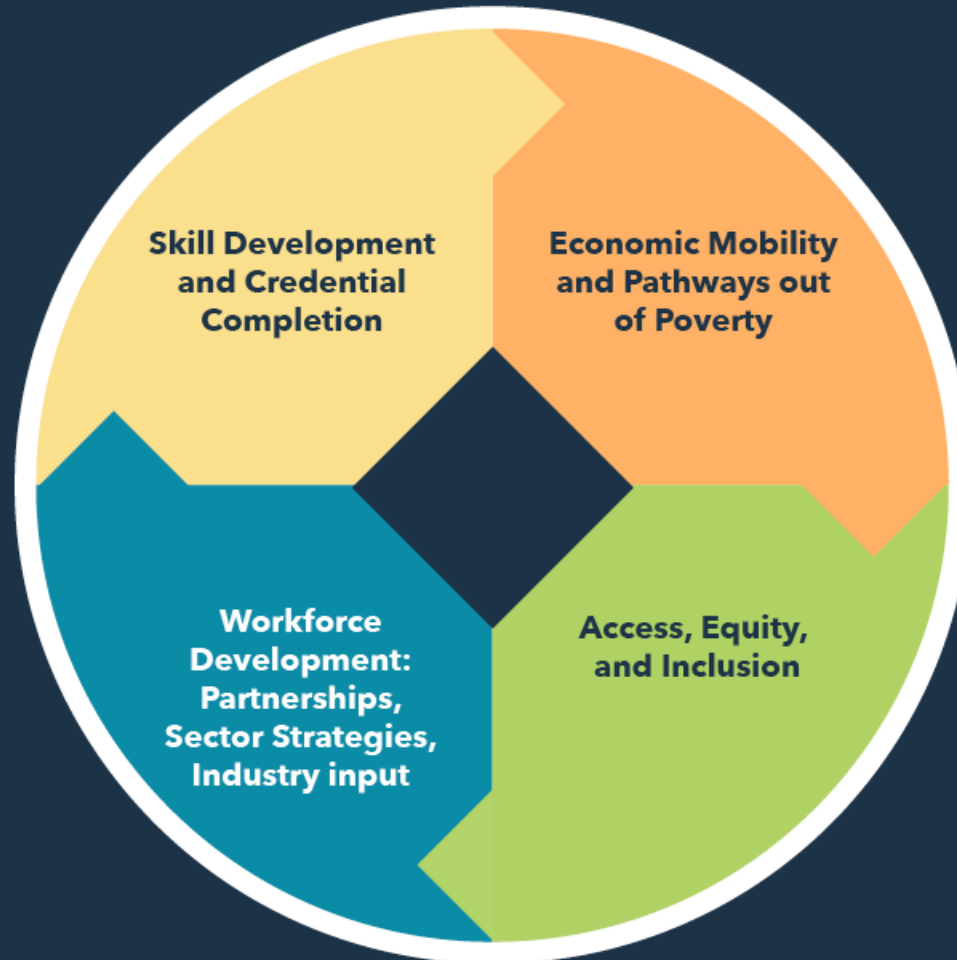 Skill Development
and Credential
Completion
Economic Mobility
and Pathways out
of Poverty
Workforce
Development:
Partnerships,
Sector Strategies,
Industry input
Access, Equity,
and Inclusion